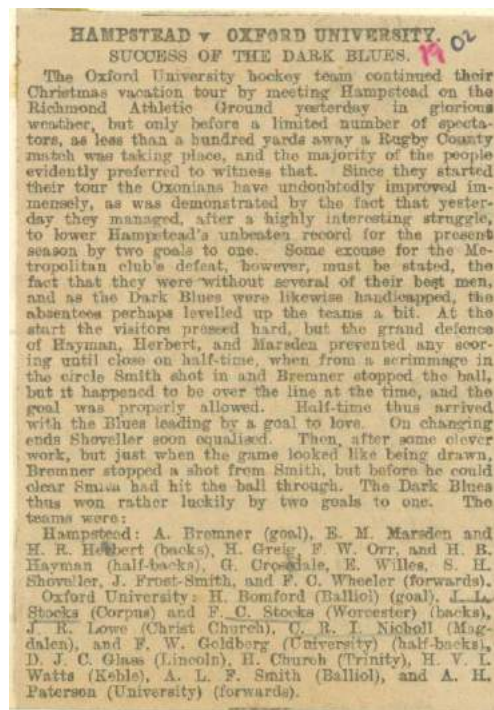 HAMPSTEAD v OXFORD UNIVERSITY.
SUCCESS OF THE DARK BLUES.
1902
The Oxford University hockey team continued their
Christmas vacation tour by meeting Hampstead on the
Richmond Athletic Ground yesterday in glorious
weather, but only before a limited number of specta-
tors, as less than a hundred yards away a Rugby County
match was taking place, and the majority of the people
evidently preferred to witness that. Since they started
their tour the Oxonians have undoubtedly improved im-
mensely, as was demonstrated by the fact that yester-
day they managed, after a highly interesting struggle,
to lower Hampstead's unbeaten record for the present
season by two goals to one. Some excuse for the Me-
tropolitan club's defeat, however, must be stated, the
fact that they were without several of their best men,
and as the Dark Blues were likewise handicapped, the
absentees perhaps levelled up the teams a bit. At the
start the visitors pressed hard, but the grand defence
of Hayman, Herbert, and Marsden prevented any scor-
ing until close on half-time, when from a scrimmage in
the circle Smith shot in and Bremner stopped the ball,
but it happened to be over the line at the time, and the
goal was properly allowed. Half-time thus arrived
with the Blues leading by a goal to love. On changing
ends Shoveller soon equalised. Then, after some clever
work, but just when the game looked like being drawn,
Bremner stopped a shot from Smith, but before he could
clear Smith had hit the ball through. The Dark Blues
thus won rather luckily by two goals to one. The
teams were:
Hampstead: A. Bremner (goal), E. M. Marsden and
H. R. Herbert (backs), H. Greig, F. W. Orr, and H. B.
Hayman (half-backs), G. Crosdale, E. Willes, S. H.
Shoveller, J. Frost-Smith, and F. C. Wheeler (forwards).
Oxford University: H. Bomford (Balliol) (goal), J. L.
Stocks (Corpus) and F. C. Stocks (Worcester) (backs),
J. R. Lowe (Christ Church), C. R. I. Nicholl (Mag-
dalen), and F. W. Goldberg (University) (half-backs),
D. J. C. Glass (Lincoln), H. Church (Trinity), H. V. L.
Watts (Keble), A. L. F. Smith (Balliol), and A. H.
Paterson (University) (forwards).